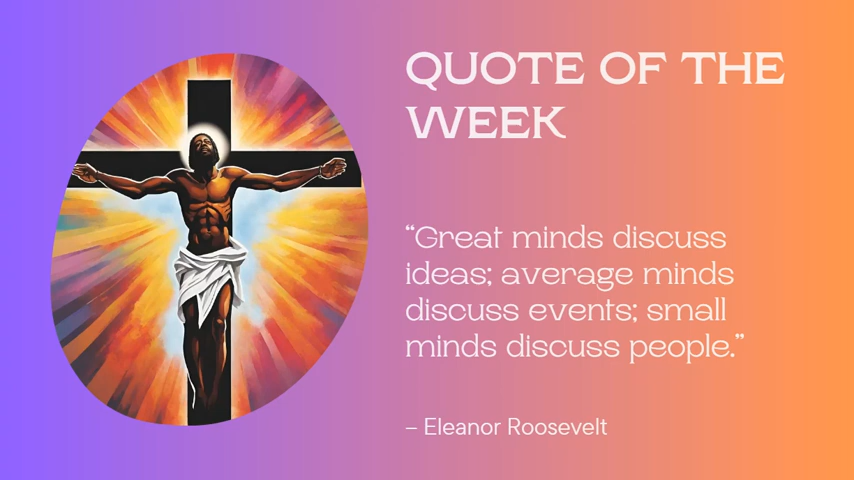 QUOTE OF THE
WEEK
“Great minds discuss
ideas; average minds
discuss events; small
minds discuss people.”
– Eleanor Roosevelt